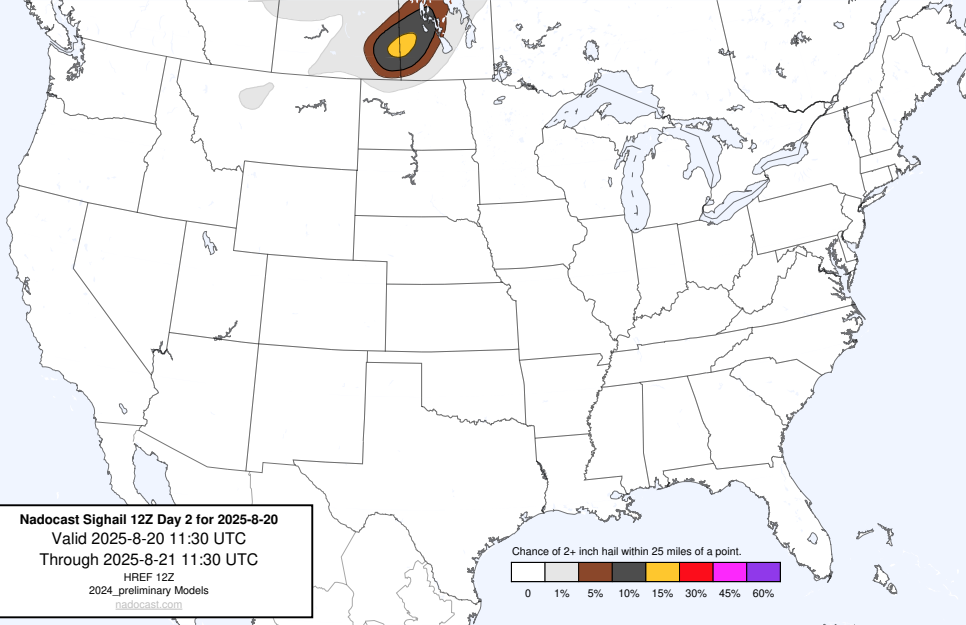 Nadocast Sighail 12Z Day 2 for 2025-8-20
Valid 2025-8-20 11:30 UTC
Through 2025-8-21 11:30 UTC
HREF 12Z
2024_preliminary Models
nadocast.com
Chance of 2+ inch hail within 25 miles of a point.
0 1% 5% 10% 15% 30% 45% 60%